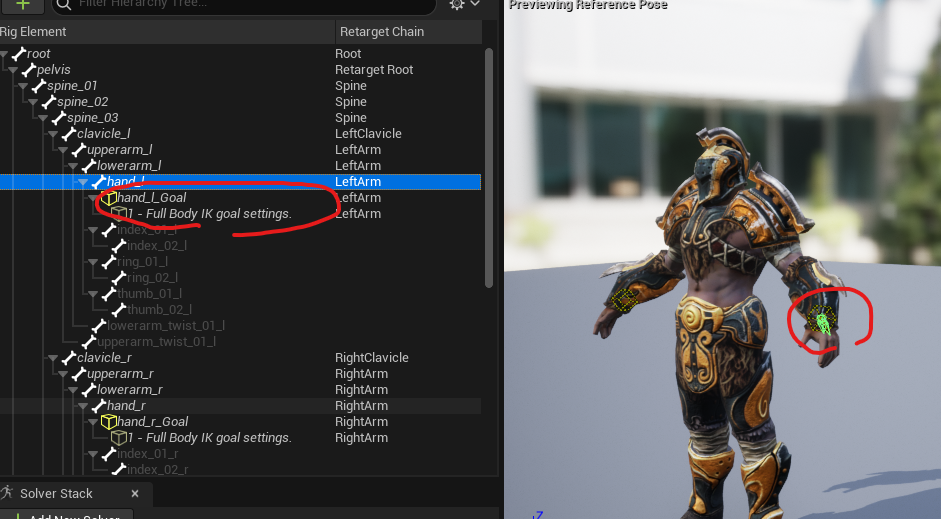 Filter Hierarchy Tree...
Previewing Reference Pose
Rig Element Retarget Chain
root Root
pelvis Retarget Root
spine_01 Spine
spine_02 Spine
spine_03 Spine
clavicle_l LeftClavicle
upperarm_l LeftArm
lowerarm_l LeftArm
hand_l LeftArm
hand_l_Goal LeftArm
1 - Full Body IK goal settings. LeftArm
index_01_l
index_02_l
ring_01_l
ring_02_l
thumb_01_l
thumb_02_l
lowerarm_twist_01_l
upperarm_twist_01_l
clavicle_r RightClavicle
upperarm_r RightArm
lowerarm_r RightArm
hand_r RightArm
hand_r_Goal RightArm
1 - Full Body IK goal settings. RightArm
index_01_r
index_02_r
Solver Stack
Add New Solver
Z